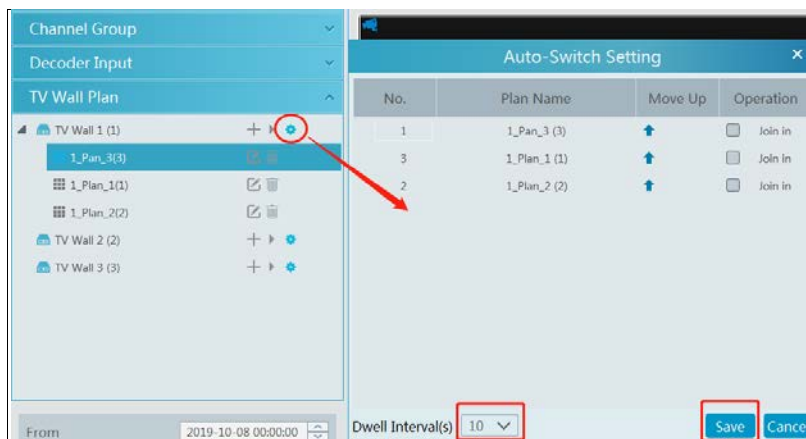 Channel Group
Decoder Input
TV Wall Plan
TV Wall 1 (1)
1_Pan_3(3)
1_Plan_1(1)
1_Plan_2(2)
TV Wall 2 (2)
TV Wall 3 (3)
From 2019-10-08 00:00:00
Auto-Switch Setting
No. Plan Name Move Up Operation
1 1_Pan_3 (3) Join in
3 1_Plan_1 (1) Join in
2 1_Plan_2 (2) Join in
Dwell Interval(s) 10 Save Cance